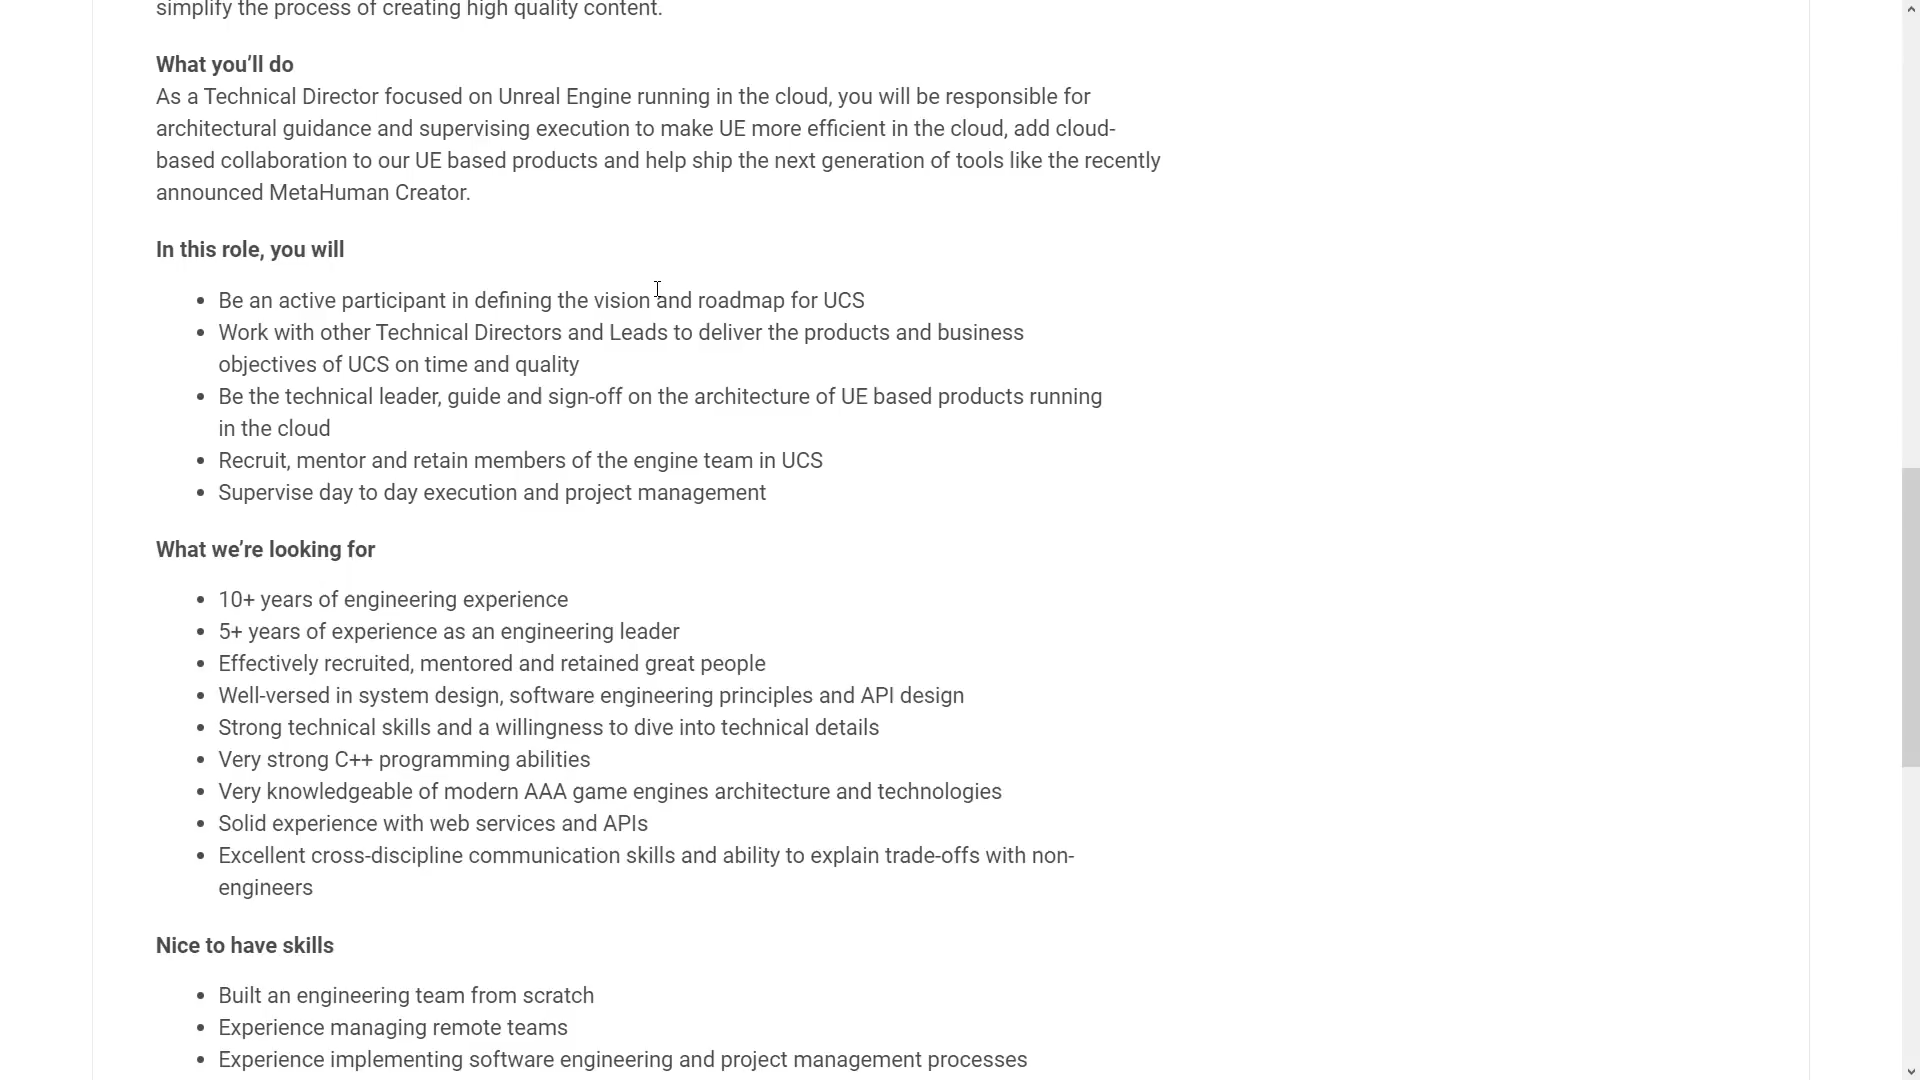 simplify the process of creating high quality content.
What you’ll do
As a Technical Director focused on Unreal Engine running in the cloud, you will be responsible for
architectural guidance and supervising execution to make UE more efficient in the cloud, add cloud-
based collaboration to our UE based products and help ship the next generation of tools like the recently
announced MetaHuman Creator.
In this role, you will
• Be an active participant in defining the vision and roadmap for UCS
• Work with other Technical Directors and Leads to deliver the products and business
objectives of UCS on time and quality
• Be the technical leader, guide and sign-off on the architecture of UE based products running
in the cloud
• Recruit, mentor and retain members of the engine team in UCS
• Supervise day to day execution and project management
What we’re looking for
• 10+ years of engineering experience
• 5+ years of experience as an engineering leader
• Effectively recruited, mentored and retained great people
• Well-versed in system design, software engineering principles and API design
• Strong technical skills and a willingness to dive into technical details
• Very strong C++ programming abilities
• Very knowledgeable of modern AAA game engines architecture and technologies
• Solid experience with web services and APIs
• Excellent cross-discipline communication skills and ability to explain trade-offs with non-
engineers
Nice to have skills
• Built an engineering team from scratch
• Experience managing remote teams
• Experience implementing software engineering and project management processes